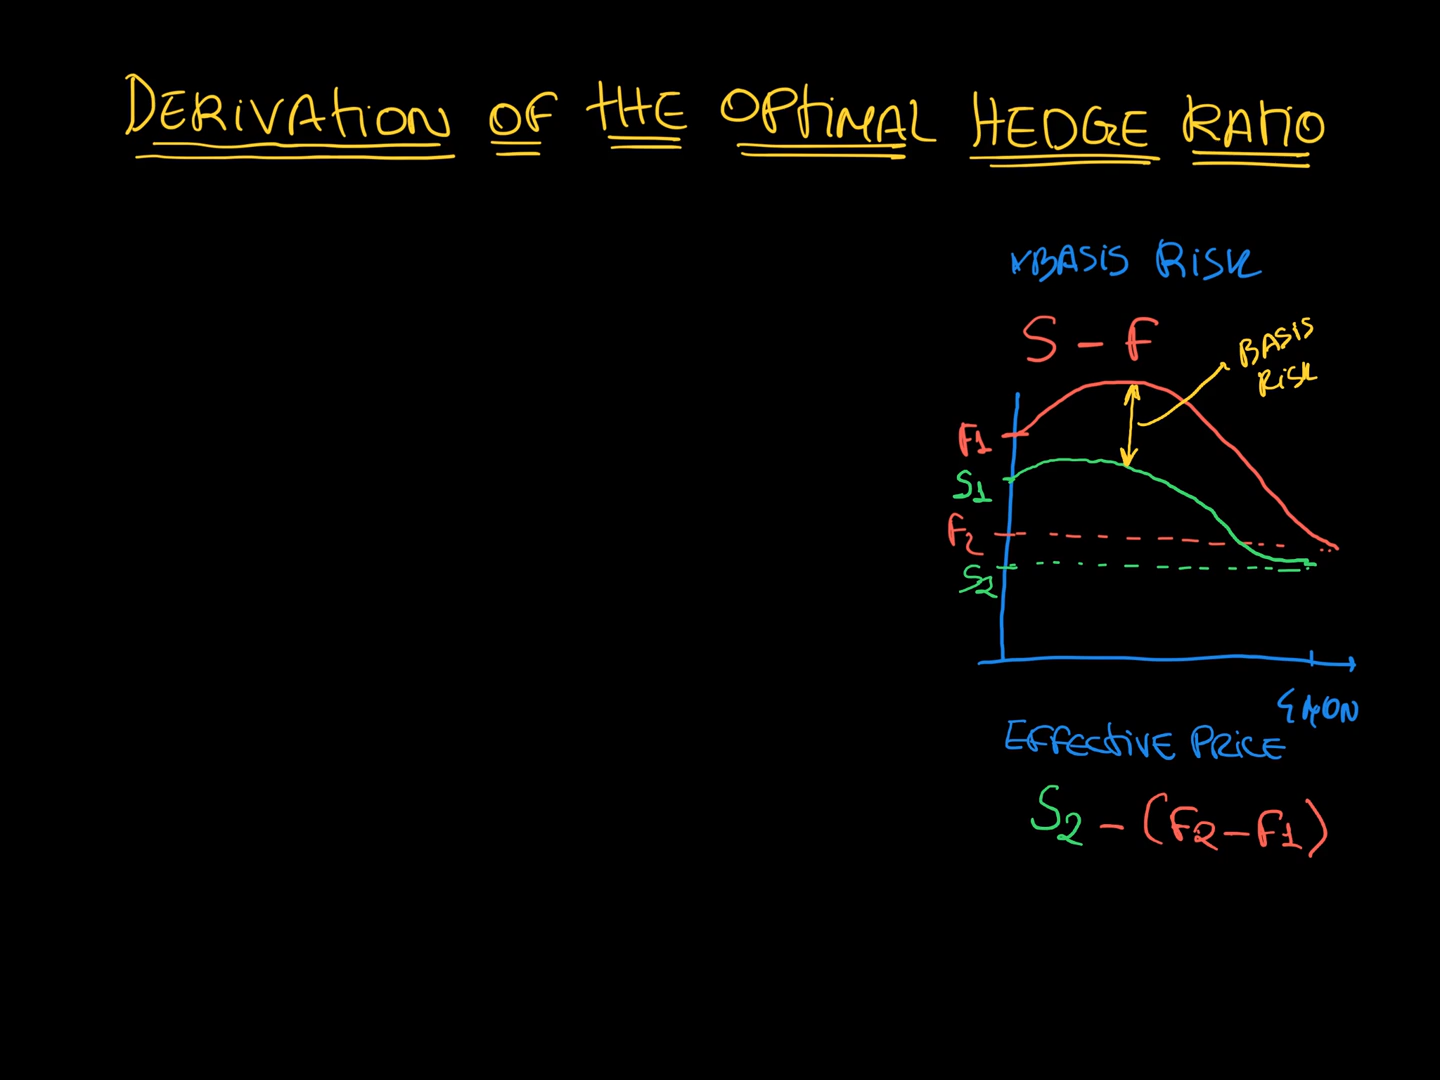 DERIVATION OF THE OPTIMAL HEDGE RATIO
BASIS RISK
S - F
BASIS
RISK
F1
S1
F2
S2
EFFECTIVE PRICE
S2 - (F2 - F1)